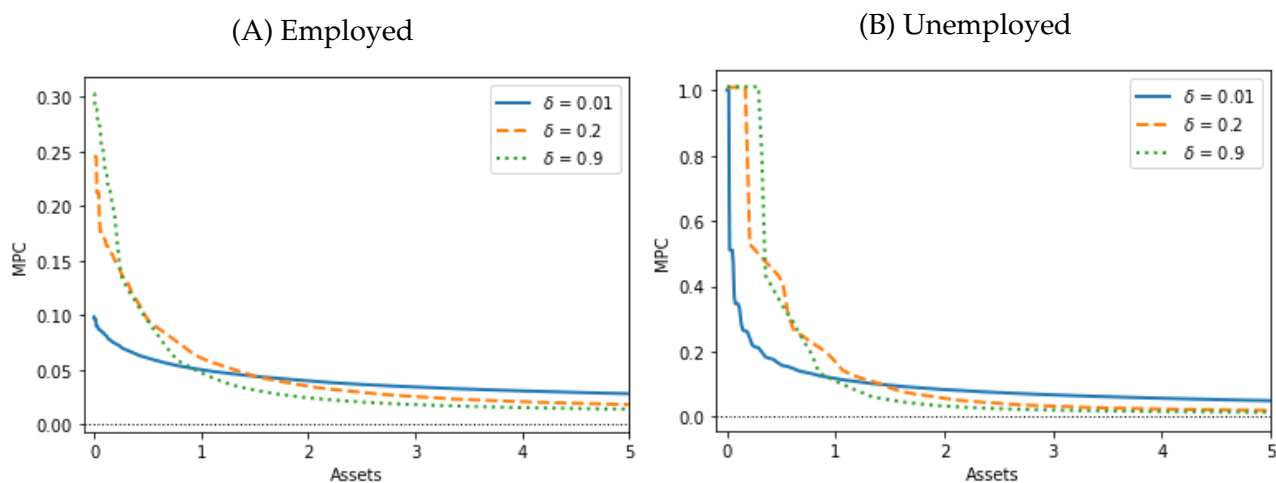 (A) Employed
0.30
0.25
0.20
0.15
0.10
0.05
0.00
MPC
δ = 0.01
δ = 0.2
δ = 0.9
0
1
2
3
4
5
Assets
(B) Unemployed
1.0
0.8
0.6
0.4
0.2
0.0
MPC
δ = 0.01
δ = 0.2
δ = 0.9
0
1
2
3
4
5
Assets